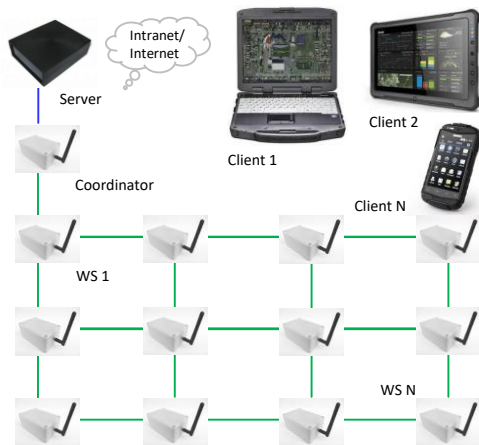 Intranet/
Internet
Server
Client 1
Client 2
Coordinator
Client N
WS 1
WS N